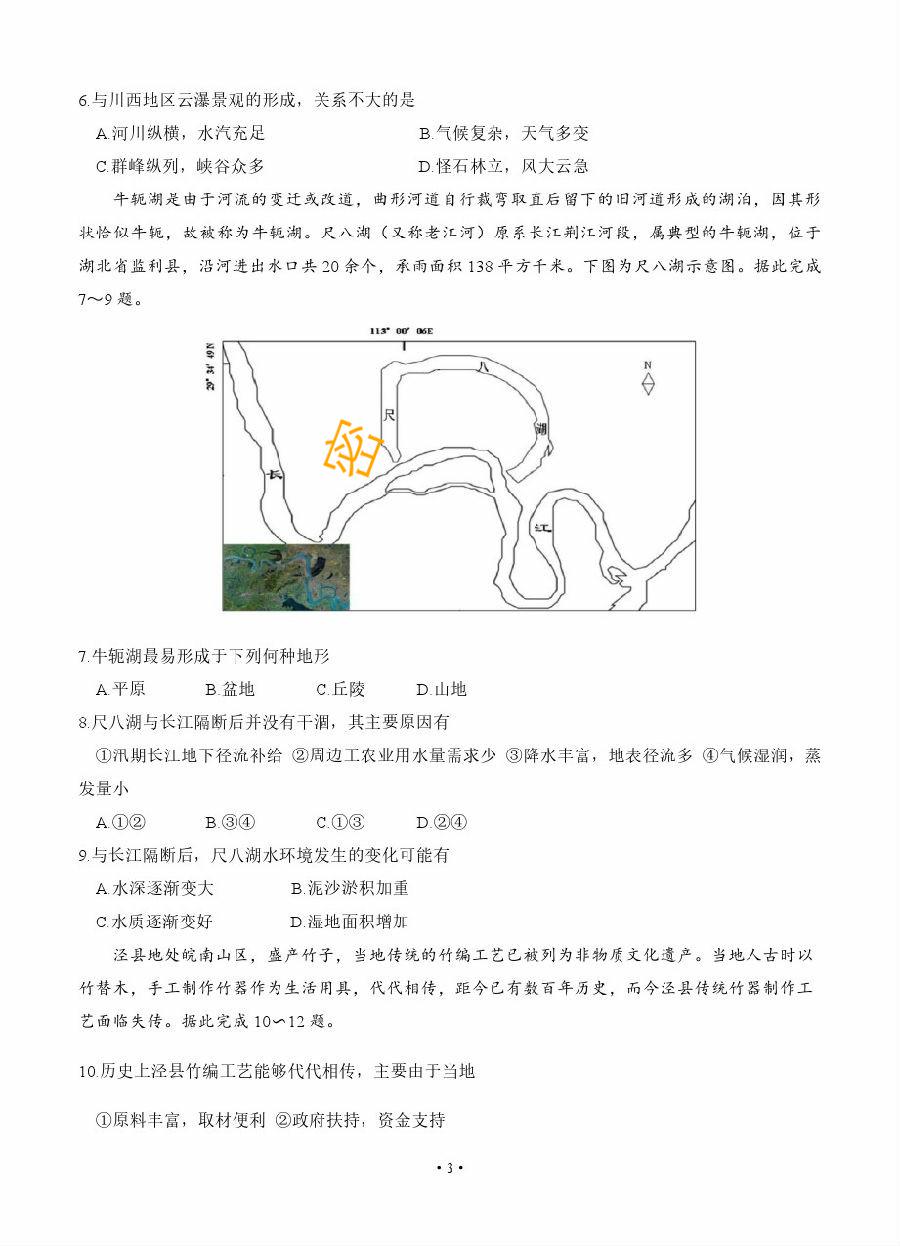 6.与川西地区云瀑景观的形成，关系不大的是
A.河川纵横，水汽充足 B.气候复杂，天气多变
C.群峰纵列，峡谷众多 D.怪石林立，风大云急
牛轭湖是由于河流的变迁或改道，曲形河道自行裁弯取直后留下的旧河道形成的湖泊，因其形
状恰似牛轭，故被称为牛轭湖。尺八湖（又称老江河）原系长江荆江河段，属典型的牛轭湖，位于
湖北省监利县，沿河进出水口共 20 余个，承雨面积 138 平方千米。下图为尺八湖示意图。据此完成
7～9 题。
113° 00′ 06E
29° 34′ 49N
N
八
尺
湖
密
长
江
7.牛轭湖最易形成于下列何种地形
A.平原 B.盆地 C.丘陵 D.山地
8.尺八湖与长江隔断后并没有干涸，其主要原因有
①汛期长江地下径流补给 ②周边工农业用水量需求少 ③降水丰富，地表径流多 ④气候湿润，蒸
发量小
A.①② B.③④ C.①③ D.②④
9.与长江隔断后，尺八湖水环境发生的变化可能有
A.水深逐渐变大 B.泥沙淤积加重
C.水质逐渐变好 D.湿地面积增加
泾县地处皖南山区，盛产竹子，当地传统的竹编工艺已被列为非物质文化遗产。当地人古时以
竹替木，手工制作竹器作为生活用具，代代相传，距今已有数百年历史，而今泾县传统竹器制作工
艺面临失传。据此完成 10～12 题。
10.历史上泾县竹编工艺能够代代相传，主要由于当地
①原料丰富，取材便利 ②政府扶持，资金支持
• 3 •